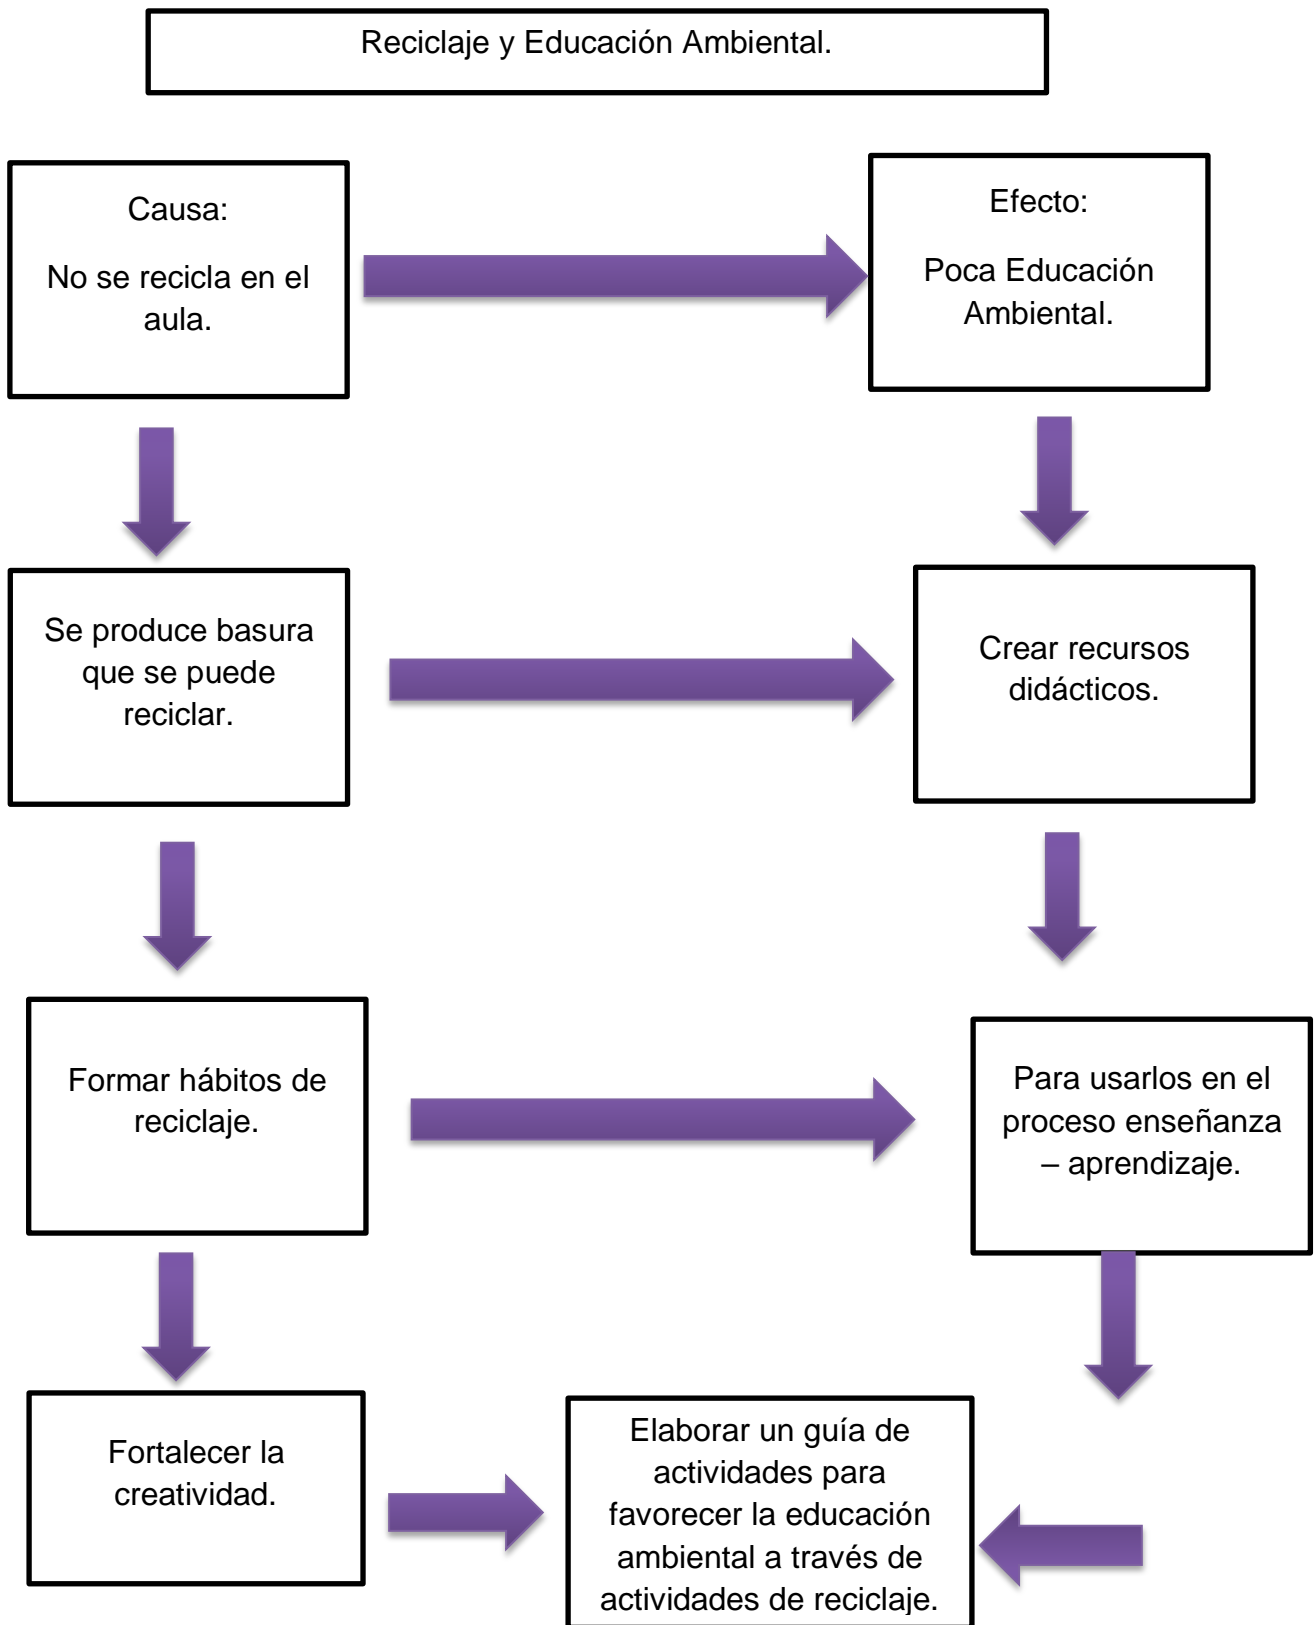 Reciclaje y Educación Ambiental.
Causa:
No se recicla en el
aula.
Efecto:
Poca Educación
Ambiental.
Se produce basura
que se puede
reciclar.
Crear recursos
didácticos.
Formar hábitos de
reciclaje.
Para usarlos en el
proceso enseñanza
– aprendizaje.
Fortalecer la
creatividad.
Elaborar un guía de
actividades para
favorecer la educación
ambiental a través de
actividades de reciclaje.